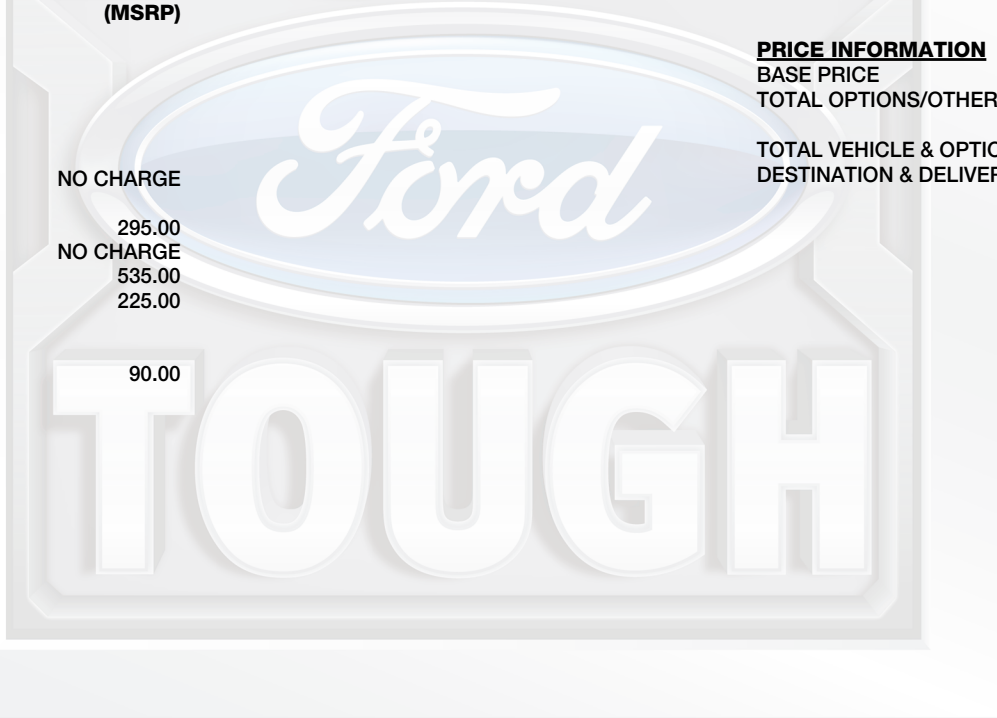 (MSRP)
NO CHARGE
295.00
NO CHARGE
535.00
225.00
90.00
PRICE INFORMATION
BASE PRICE
TOTAL OPTIONS/OTHER
TOTAL VEHICLE & OPTIO
DESTINATION & DELIVER
Ford
TOUGH